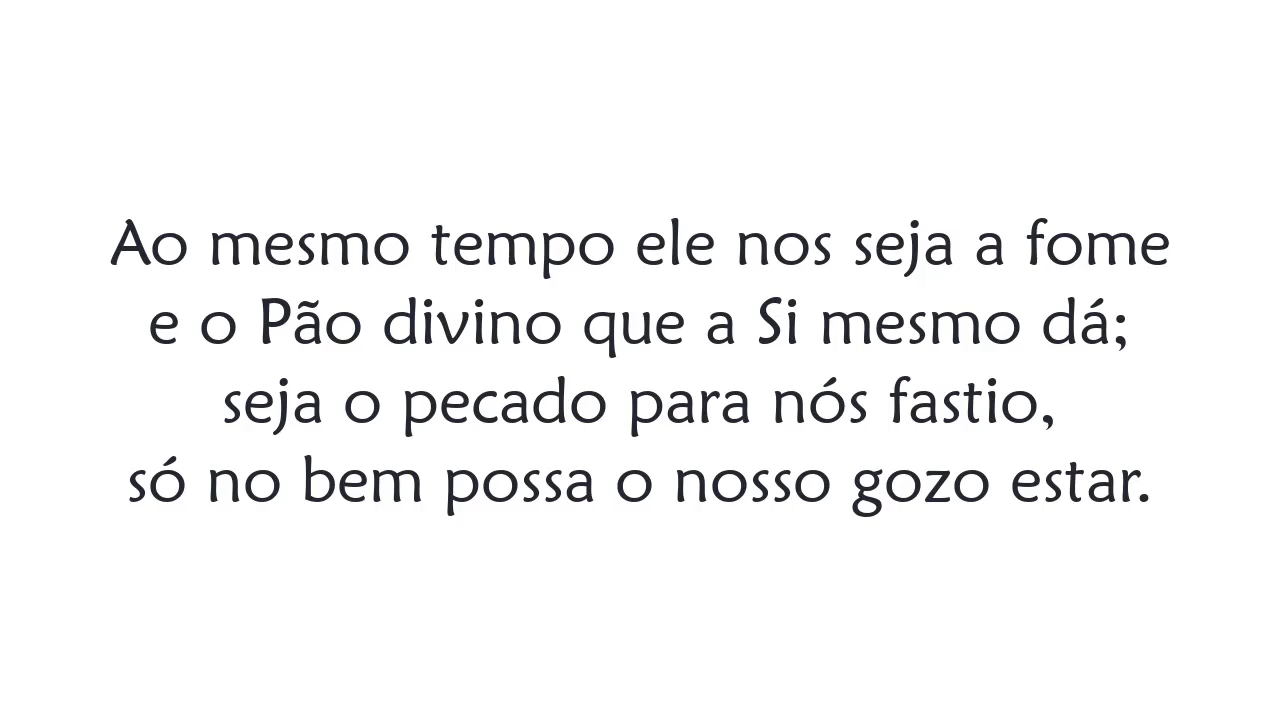 Ao mesmo tempo ele nos seja a fome
e o Pão divino que a Si mesmo dá;
seja o pecado para nós fastio,
só no bem possa o nosso gozo estar.